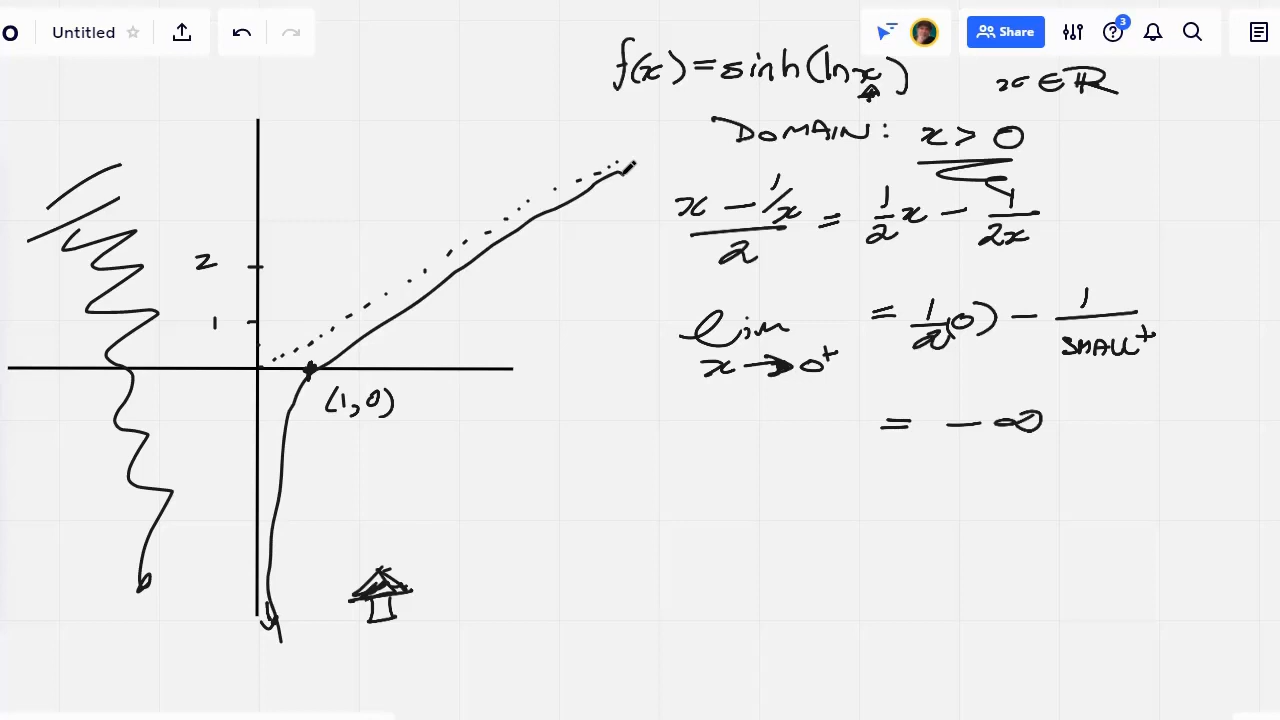 Untitled
Share
3
f(x) = sinh(ln x)
x ∈ ℝ
DOMAIN: x > 0
x - 1/x / 2 = 1/2 x - 1/2x
lim x → 0⁺ = 1/2(0) - 1/SMALL⁺
= - ∞
2
1
(1,0)